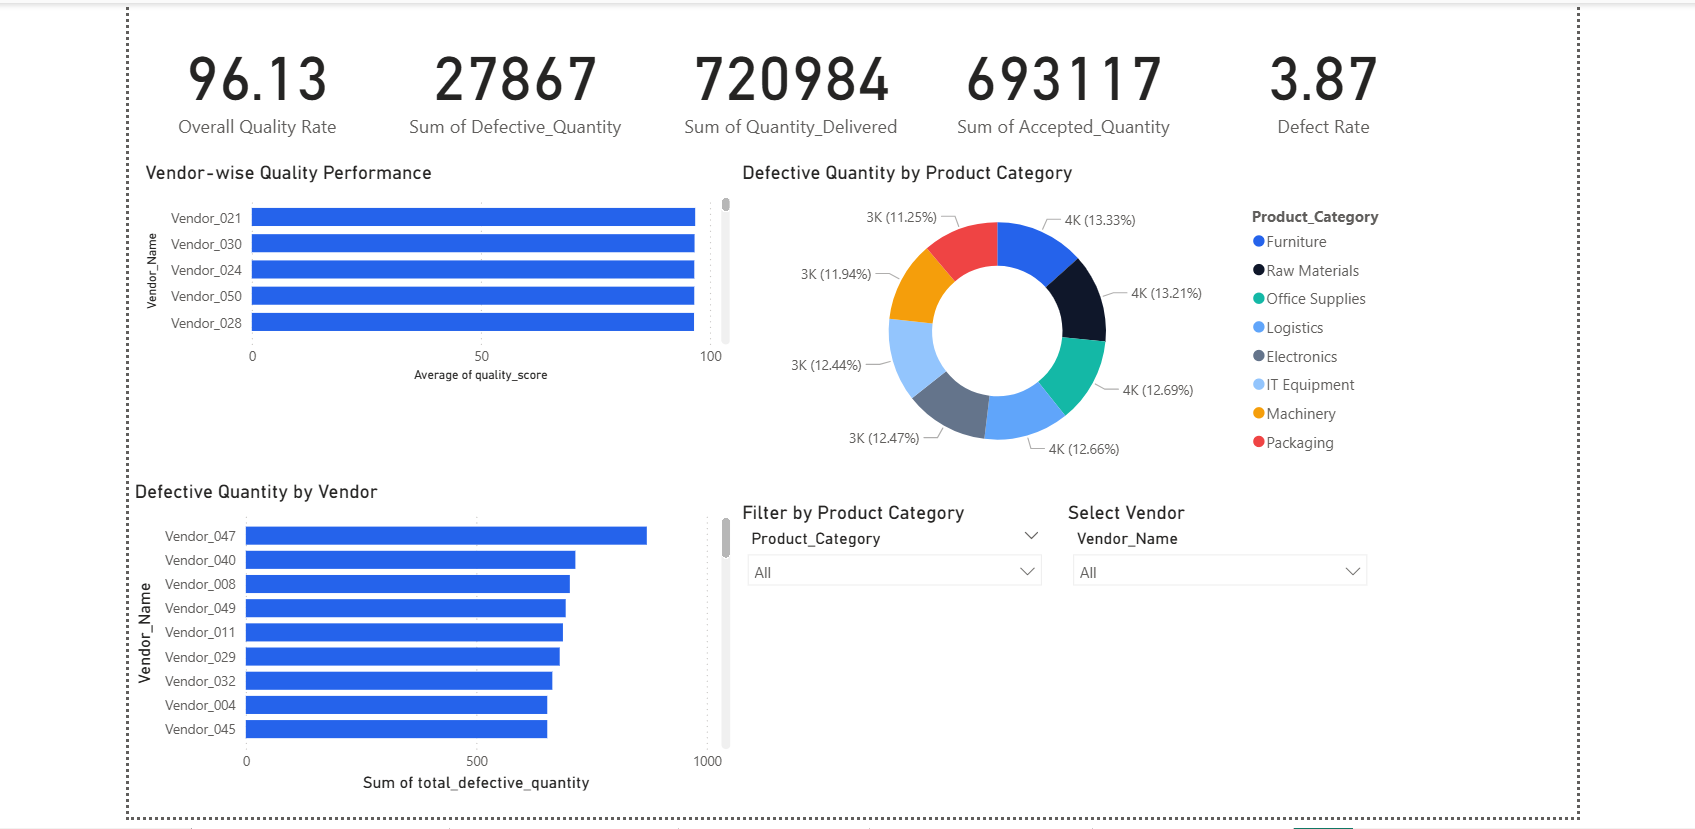 96.13
Overall Quality Rate
27867
Sum of Defective_Quantity
720984
Sum of Quantity_Delivered
693117
Sum of Accepted_Quantity
3.87
Defect Rate
Vendor-wise Quality Performance
Vendor_Name
Vendor_021
Vendor_030
Vendor_024
Vendor_050
Vendor_028
0
50
100
Average of quality_score
Defective Quantity by Product Category
4K (13.33%)
4K (13.21%)
4K (12.69%)
4K (12.66%)
3K (12.47%)
3K (12.44%)
3K (11.94%)
3K (11.25%)
Product_Category
Furniture
Raw Materials
Office Supplies
Logistics
Electronics
IT Equipment
Machinery
Packaging
Defective Quantity by Vendor
Vendor_Name
Vendor_047
Vendor_040
Vendor_008
Vendor_049
Vendor_011
Vendor_029
Vendor_032
Vendor_004
Vendor_045
0
500
1000
Sum of total_defective_quantity
Filter by Product Category
Product_Category
All
Select Vendor
Vendor_Name
All